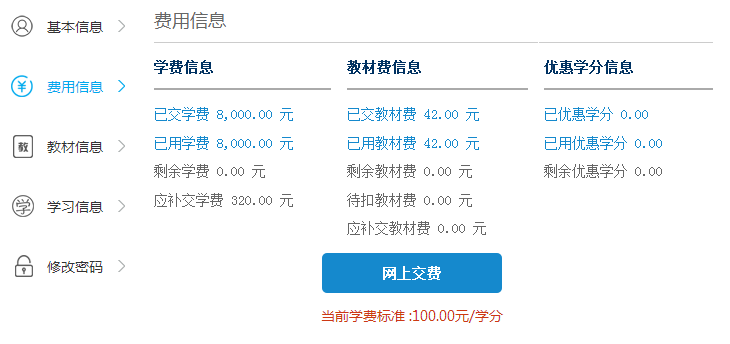 基本信息
费用信息
教材信息
学习信息
修改密码
费用信息
学费信息
已交学费 8,000.00 元
已用学费 8,000.00 元
剩余学费 0.00 元
应补交学费 320.00 元
教材费信息
已交教材费 42.00 元
已用教材费 42.00 元
剩余教材费 0.00 元
待扣教材费 0.00 元
应补交教材费 0.00 元
优惠学分信息
已优惠学分 0.00
已用优惠学分 0.00
剩余优惠学分 0.00
网上交费
当前学费标准 :100.00元/学分